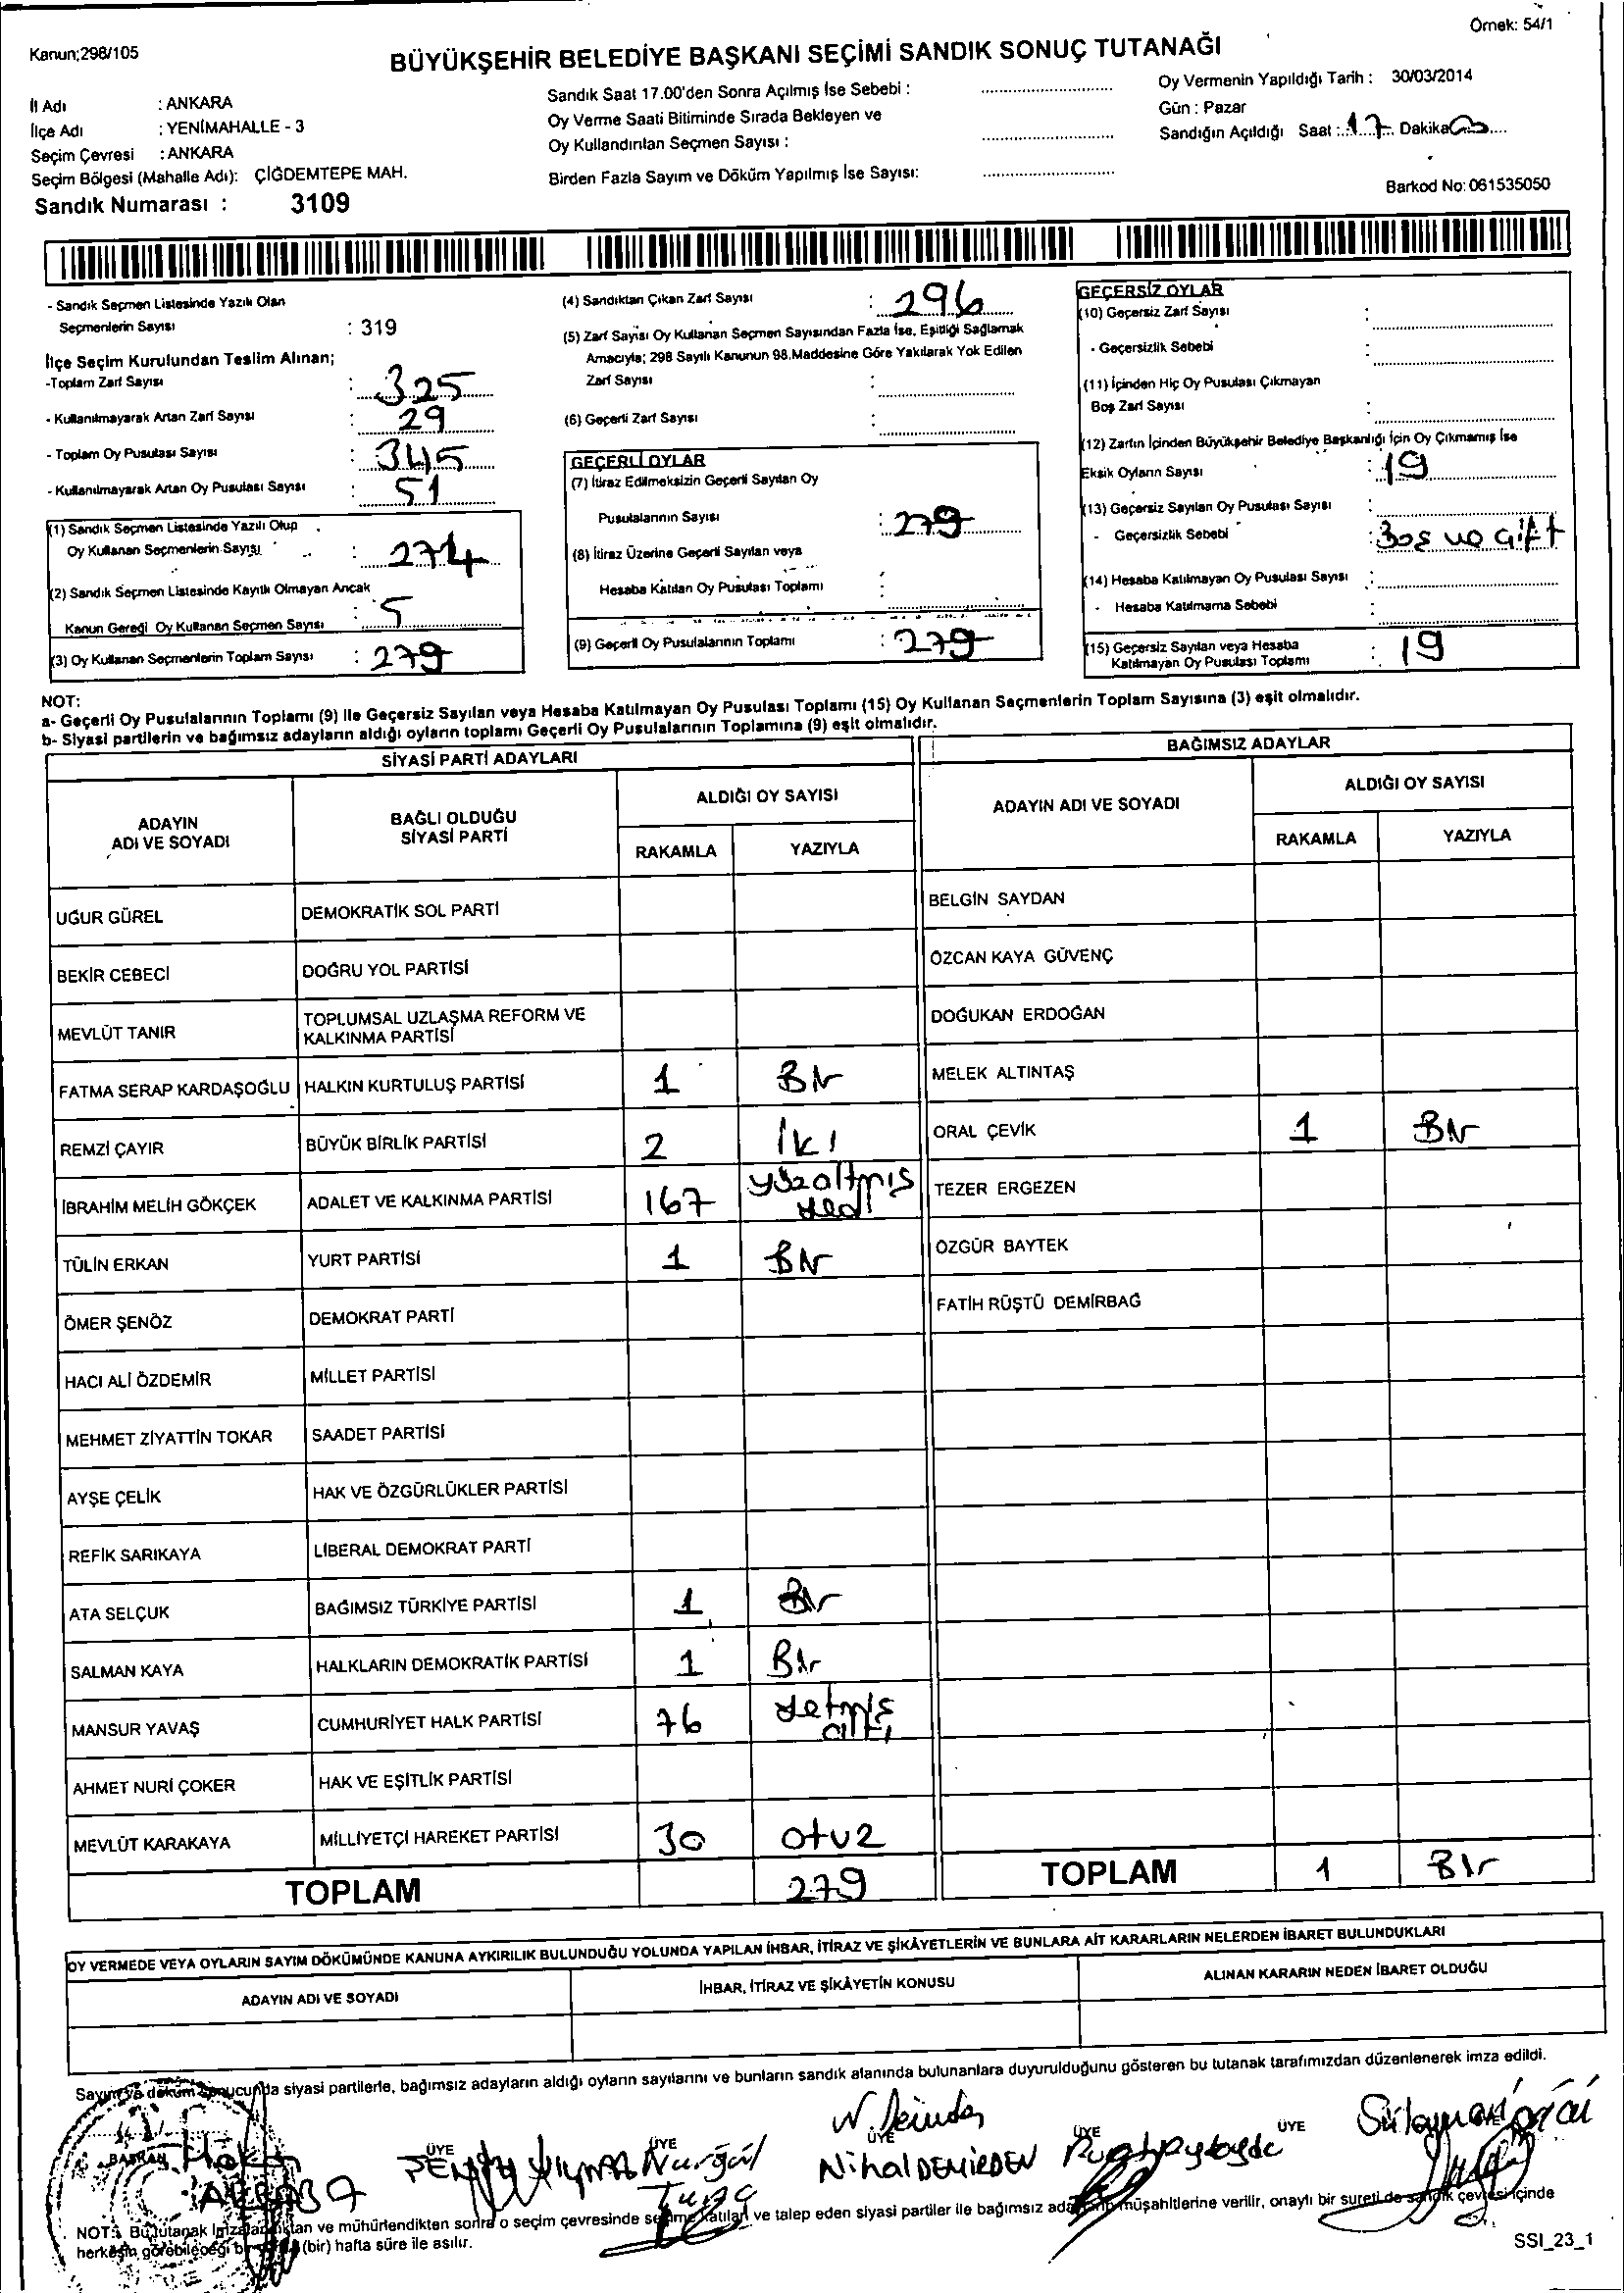 Örnek: 54/1
Kanun;298/105
BÜYÜKŞEHİR BELEDİYE BAŞKANI SEÇİMİ SANDIK SONUÇ TUTANAĞI
İl Adı : ANKARA
İlçe Adı : YENİMAHALLE - 3
Seçim Çevresi : ANKARA
Seçim Bölgesi (Mahalle Adı): ÇİĞDEMTEPE MAH.
Sandık Numarası : 3109
Sandık Saat 17.00'den Sonra Açılmış İse Sebebi :
Oy Verme Saati Bitiminde Sırada Bekleyen ve
Oy Kullandırılan Seçmen Sayısı :
Birden Fazla Sayım ve Döküm Yapılmış İse Sayısı:
Oy Vermenin Yapıldığı Tarih : 30/03/2014
Gün : Pazar
Sandığın Açıldığı Saat : 17 Dakika
Barkod No: 061535050
- Sandık Seçmen Listesinde Yazılı Olan
Seçmenlerin Sayısı : 319
İlçe Seçim Kurulundan Teslim Alınan;
-Toplam Zarf Sayısı : 325
- Kullanılmayarak Artan Zarf Sayısı : 29
- Toplam Oy Pusulası Sayısı : 345
- Kullanılmayarak Artan Oy Pusulası Sayısı : 51
(1) Sandık Seçmen Listesinde Yazılı Olup
Oy Kullanan Seçmenlerin Sayısı : 274
(2) Sandık Seçmen Listesinde Kayıtlı Olmayan Ancak
Kanun Gereği Oy Kullanan Seçmen Sayısı : 5
(3) Oy Kullanan Seçmenlerin Toplam Sayısı : 279
(4) Sandıktan Çıkan Zarf Sayısı : 296
(5) Zarf Sayısı Oy Kullanan Seçmen Sayısından Fazla İse, Eşitliği Sağlamak
Amacıyla; 298 Sayılı Kanunun 98.Maddesine Göre Yakılarak Yok Edilen
Zarf Sayısı :
(6) Geçerli Zarf Sayısı :
GEÇERLİ OYLAR
(7) İtiraz Edilmeksizin Geçerli Sayılan Oy
Pusulalarının Sayısı : 279
(8) İtiraz Üzerine Geçerli Sayılan veya
Hesaba Katılan Oy Pusulası Toplamı :
(9) Geçerli Oy Pusulalarının Toplamı : 279
GEÇERSİZ OYLAR
(10) Geçersiz Zarf Sayısı :
- Geçersizlik Sebebi :
(11) İçinden Hiç Oy Pusulası Çıkmayan
Boş Zarf Sayısı :
(12) Zarfın İçinden Büyükşehir Belediye Başkanlığı İçin Oy Çıkmamış İse
Eksik Oyların Sayısı : 19
(13) Geçersiz Sayılan Oy Pusulası Sayısı :
- Geçersizlik Sebebi : Boş ve Çift
(14) Hesaba Katılmayan Oy Pusulası Sayısı :
- Hesaba Katılmama Sebebi :
(15) Geçersiz Sayılan veya Hesaba
Katılmayan Oy Pusulası Toplamı : 19
NOT:
a- Geçerli Oy Pusulalarının Toplamı (9) İle Geçersiz Sayılan veya Hesaba Katılmayan Oy Pusulası Toplamı (15) Oy Kullanan Seçmenlerin Toplam Sayısına (3) eşit olmalıdır.
b- Siyasi partilerin ve bağımsız adayların aldığı oyların toplamı Geçerli Oy Pusulalarının Toplamına (9) eşit olmalıdır.
SİYASİ PARTİ ADAYLARI
ADAYIN ADI VE SOYADI
BAĞLI OLDUĞU SİYASİ PARTİ
ALDIĞI OY SAYISI
RAKAMLA YAZIYLA
UĞUR GÜREL DEMOKRATİK SOL PARTİ
BEKİR CEBECİ DOĞRU YOL PARTİSİ
MEVLÜT TANIR TOPLUMSAL UZLAŞMA REFORM VE KALKINMA PARTİSİ
FATMA SERAP KARDAŞOĞLU HALKIN KURTULUŞ PARTİSİ 1 Bir
REMZİ ÇAYIR BÜYÜK BİRLİK PARTİSİ 2 İki
İBRAHİM MELİH GÖKÇEK ADALET VE KALKINMA PARTİSİ 167 yüzaltmış yedi
TÜLİN ERKAN YURT PARTİSİ 1 Bir
ÖMER ŞENÖZ DEMOKRAT PARTİ
HACI ALİ ÖZDEMİR MİLLET PARTİSİ
MEHMET ZİYATTİN TOKAR SAADET PARTİSİ
AYŞE ÇELİK HAK VE ÖZGÜRLÜKLER PARTİSİ
REFİK SARIKAYA LİBERAL DEMOKRAT PARTİ
ATA SELÇUK BAĞIMSIZ TÜRKİYE PARTİSİ 1 Bir
SALMAN KAYA HALKLARIN DEMOKRATİK PARTİSİ 1 Bir
MANSUR YAVAŞ CUMHURİYET HALK PARTİSİ 76 yetmiş altı
AHMET NURİ ÇOKER HAK VE EŞİTLİK PARTİSİ
MEVLÜT KARAKAYA MİLLİYETÇİ HAREKET PARTİSİ 30 otuz
TOPLAM 279
BAĞIMSIZ ADAYLAR
ADAYIN ADI VE SOYADI
ALDIĞI OY SAYISI
RAKAMLA YAZIYLA
BELGİN SAYDAN
ÖZCAN KAYA GÜVENÇ
DOĞUKAN ERDOĞAN
MELEK ALTINTAŞ
ORAL ÇEVİK 1 Bir
TEZER ERGEZEN
ÖZGÜR BAYTEK
FATİH RÜŞTÜ DEMİRBAĞ
TOPLAM 1 Bir
OY VERMEDE VEYA OYLARIN SAYIM DÖKÜMÜNDE KANUNA AYKIRILIK BULUNDUĞU YOLUNDA YAPILAN İHBAR, İTİRAZ VE ŞİKÂYETLERİN VE BUNLARA AİT KARARLARIN NELERDEN İBARET BULUNDUKLARI
ADAYIN ADI VE SOYADI
İHBAR, İTİRAZ VE ŞİKÂYETİN KONUSU
ALINAN KARARIN NEDEN İBARET OLDUĞU
Sayım ve döküm sonucunda siyasi partilerle, bağımsız adayların aldığı oyların sayılarını ve bunların sandık alanında bulunanlara duyurulduğunu gösteren bu tutanak tarafımızdan düzenlenerek imza edildi.
BAŞKAN ÜYE ÜYE ÜYE ÜYE ÜYE
Nurgül
Nihal DEMİRDEN
Süleyman
NOT: Bu tutanak imzalandıktan ve mühürlendikten sonra o seçim çevresinde seçime katılan ve talep eden siyasi partiler ile bağımsız adayların müşahitlerine verilir, onaylı bir sureti de sandık çevresi içinde
herkesin görebileceği bir (bir) hafta süre ile asılır.
SSI_23_1